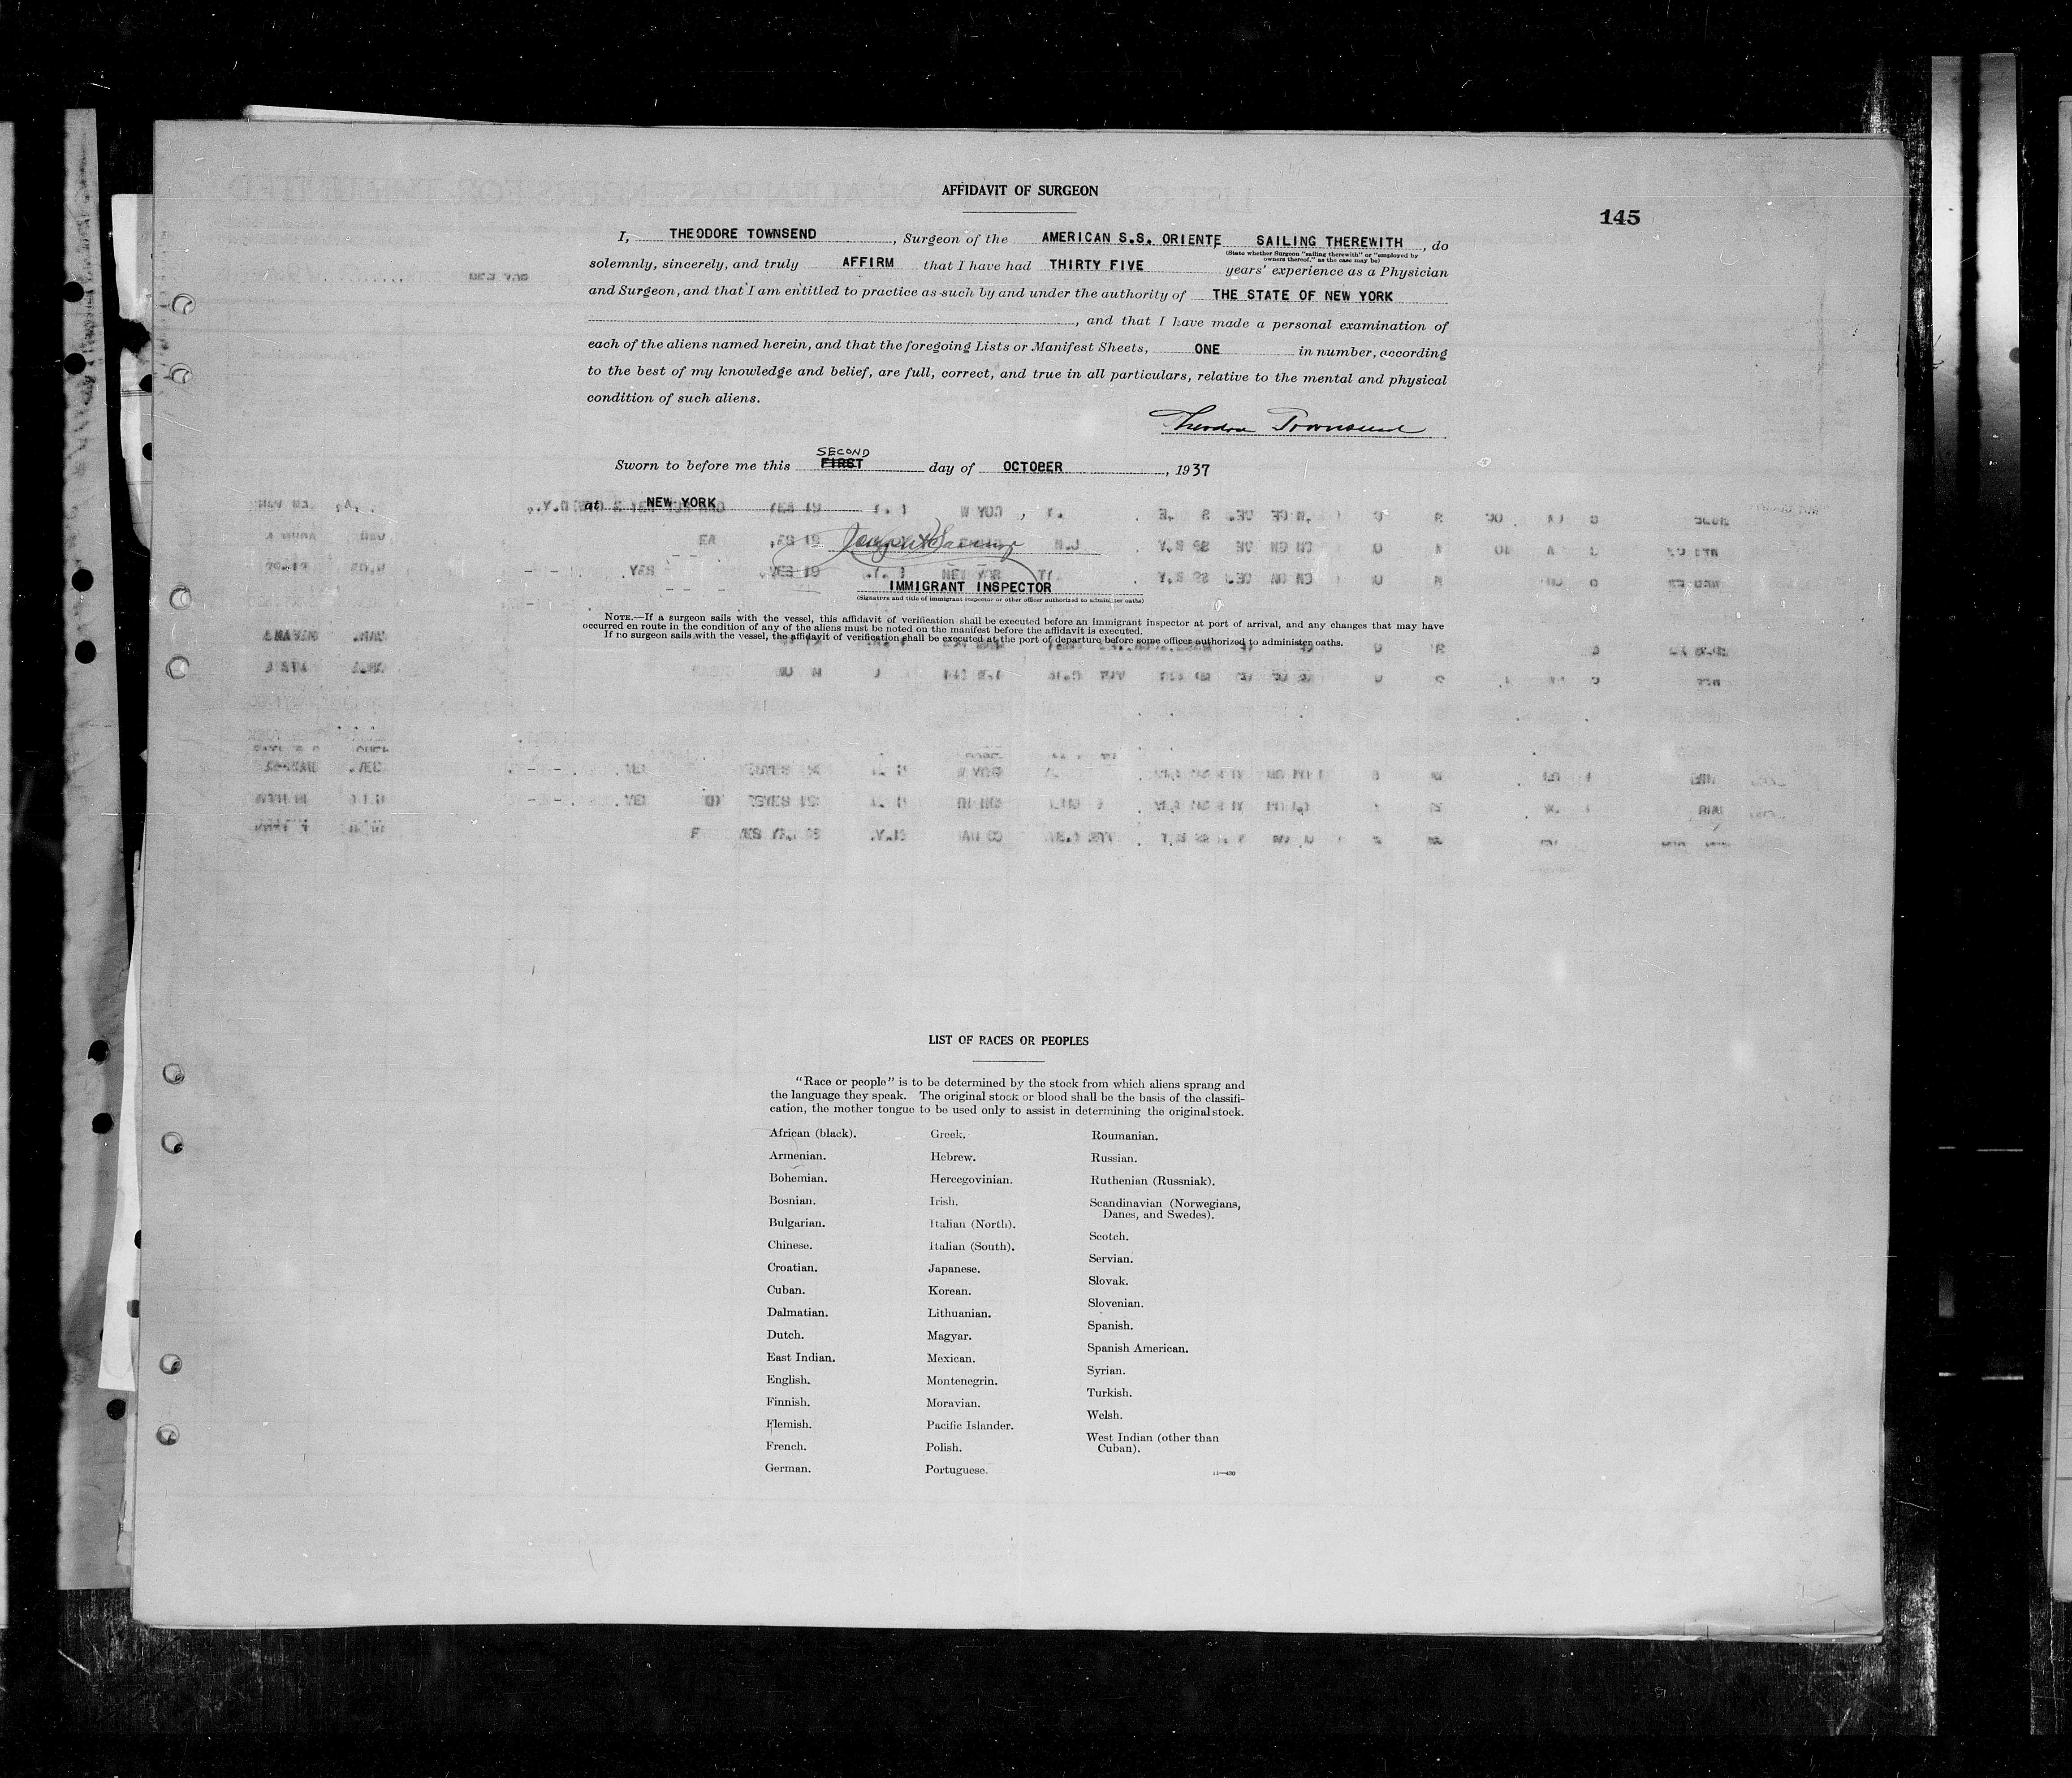 AFFIDAVIT OF SURGEON
145
I, THEODORE TOWNSEND, Surgeon of the AMERICAN S.S. ORIENTE SAILING THEREWITH, do
(State whether Surgeon "sailing therewith" or "employed by
owners thereof," as the case may be)
solemnly, sincerely, and truly AFFIRM that I have had THIRTY FIVE years' experience as a Physician
and Surgeon, and that I am entitled to practice as such by and under the authority of THE STATE OF NEW YORK
, and that I have made a personal examination of
each of the aliens named herein, and that the foregoing Lists or Manifest Sheets, ONE in number, according
to the best of my knowledge and belief, are full, correct, and true in all particulars, relative to the mental and physical
condition of such aliens.
Theodore Townsend
SECOND
Sworn to before me this FIRST day of OCTOBER, 1937
at NEW YORK
IMMIGRANT INSPECTOR
(Signature and title of immigrant inspector or other officer authorized to administer oaths)
NOTE.—If a surgeon sails with the vessel, this affidavit of verification shall be executed before an immigrant inspector at port of arrival, and any changes that may have
occurred en route in the condition of any of the aliens must be noted on the manifest before the affidavit is executed.
If no surgeon sails with the vessel, the affidavit of verification shall be executed at the port of departure before some officer authorized to administer oaths.
LIST OF RACES OR PEOPLES
"Race or people" is to be determined by the stock from which aliens sprang and
the language they speak. The original stock or blood shall be the basis of the classifi-
cation, the mother tongue to be used only to assist in determining the original stock.
African (black).
Armenian.
Bohemian.
Bosnian.
Bulgarian.
Chinese.
Croatian.
Cuban.
Dalmatian.
Dutch.
East Indian.
English.
Finnish.
Flemish.
French.
German.
Greek.
Hebrew.
Hercegovinian.
Irish.
Italian (North).
Italian (South).
Japanese.
Korean.
Lithuanian.
Magyar.
Mexican.
Montenegrin.
Moravian.
Pacific Islander.
Polish.
Portuguese.
Roumanian.
Russian.
Ruthenian (Russniak).
Scandinavian (Norwegians,
Danes, and Swedes).
Scotch.
Servian.
Slovak.
Slovenian.
Spanish.
Spanish American.
Syrian.
Turkish.
Welsh.
West Indian (other than
Cuban).